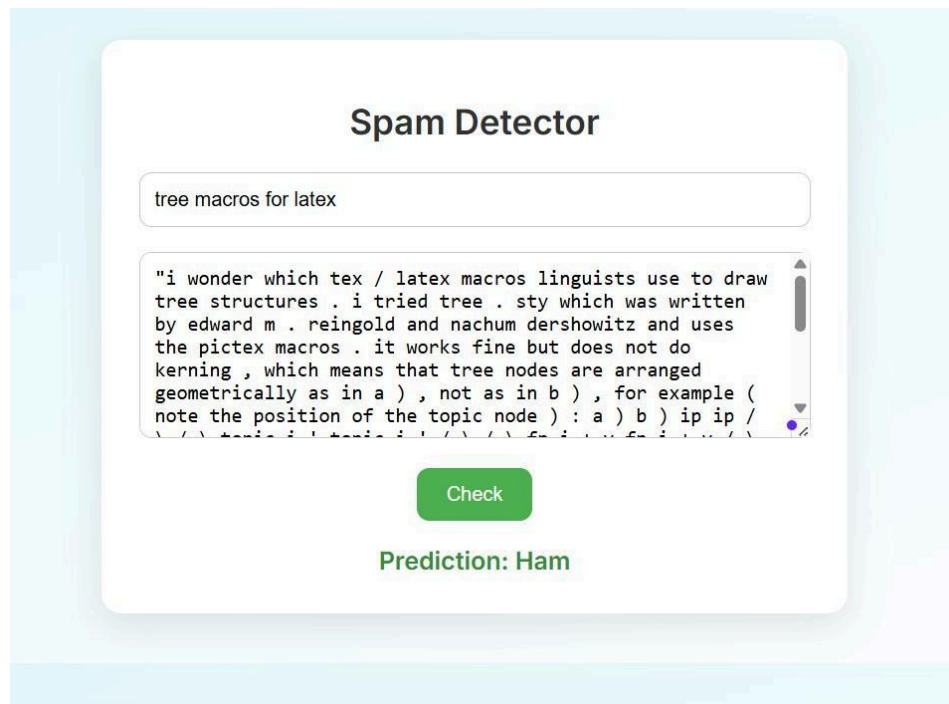 Spam Detector
tree macros for latex
"i wonder which tex / latex macros linguists use to draw
tree structures . i tried tree . sty which was written
by edward m . reingold and nachum dershowitz and uses
the pictex macros . it works fine but does not do
kerning , which means that tree nodes are arranged
geometrically as in a ) , not as in b ) , for example (
note the position of the topic node ) : a ) b ) ip ip /
Check
Prediction: Ham